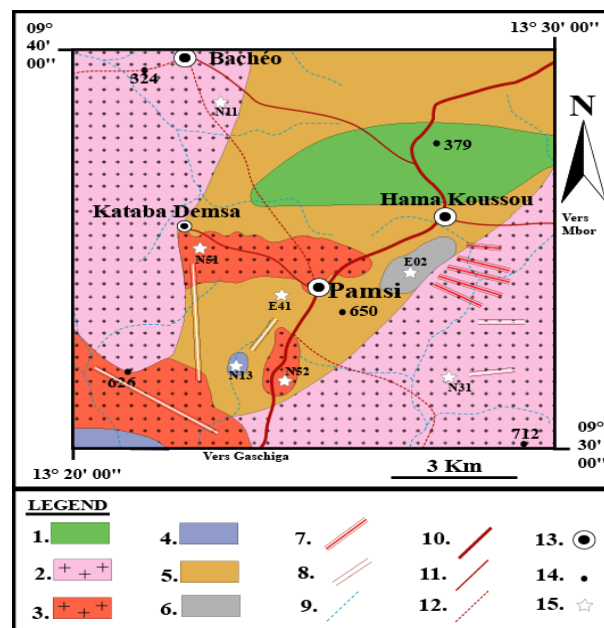 09°
40'
00''
13° 30' 00''
Bachéo
324
N11
379
N
Hama Koussou
Vers
Mbor
Kataba Demsa
N51
E02
Pamsi
E41
650
626
N13
N52
N31
712
09°
30'
00''
13° 20' 00''
Vers Gaschiga
3 Km
LEGEND
1. 4. 7. 10. 13.
2. 5. 8. 11. 14.
3. 6. 9. 12. 15.